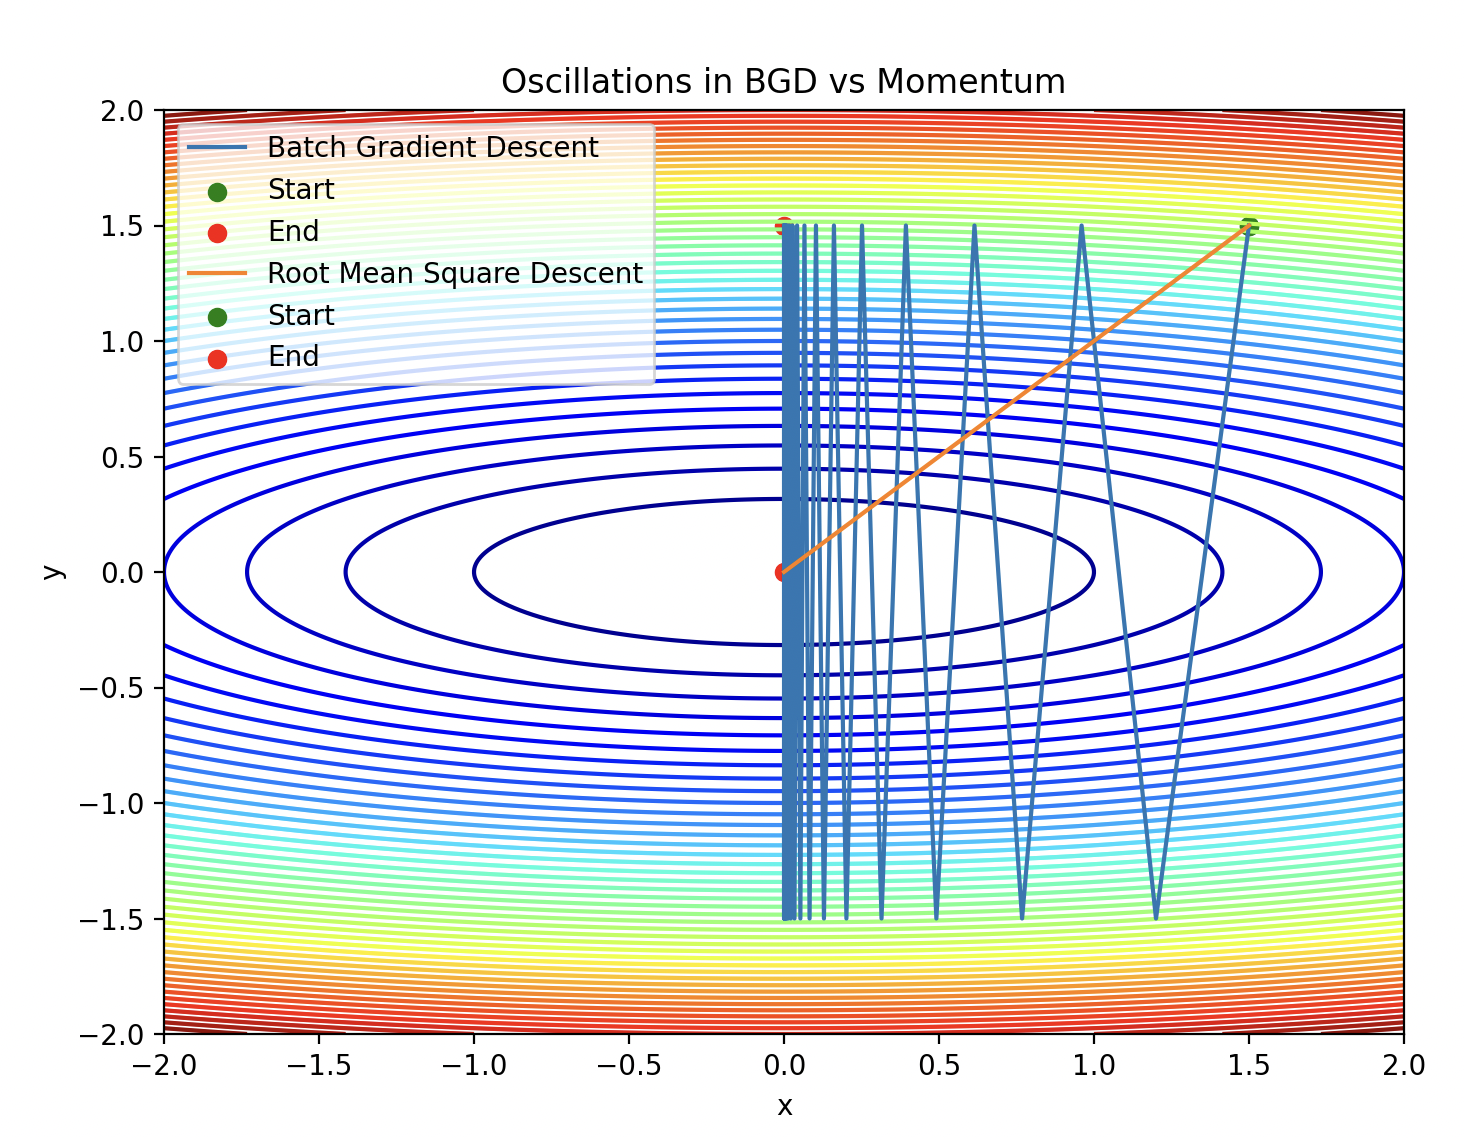 Oscillations in BGD vs Momentum
2.0
1.5
1.0
0.5
0.0
−0.5
−1.0
−1.5
−2.0
y
Batch Gradient Descent
Start
End
Root Mean Square Descent
Start
End
−2.0 −1.5 −1.0 −0.5 0.0 0.5 1.0 1.5 2.0
x